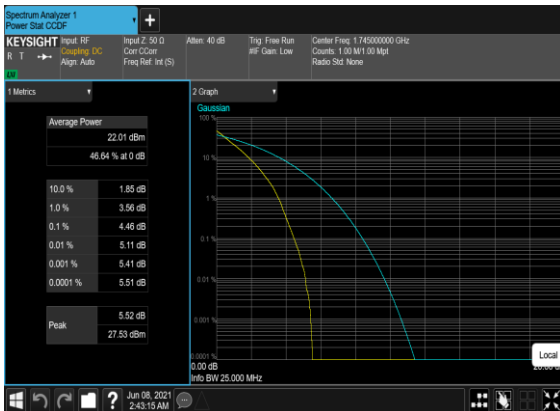 Spectrum Analyzer 1
Power Stat CCDF
KEYSIGHT
R T
LXI
Input: RF
Coupling: DC
Align: Auto
Input Z: 50 Ω
Corr CCorr
Freq Ref: Int (S)
Atten: 40 dB
Trig: Free Run
#IF Gain: Low
Center Freq: 1.745000000 GHz
Counts: 1.00 M/1.00 Mpt
Radio Std: None
1 Metrics
Average Power
22.01 dBm
46.64 % at 0 dB
10.0 % 1.85 dB
1.0 % 3.56 dB
0.1 % 4.46 dB
0.01 % 5.11 dB
0.001 % 5.41 dB
0.0001 % 5.51 dB
Peak
5.52 dB
27.53 dBm
2 Graph
Gaussian
100 %
10 %
1 %
0.1 %
0.01 %
0.001 %
0.0001 %
0.00 dB
Info BW 25.000 MHz
Local
Jun 08, 2021
2:43:15 AM